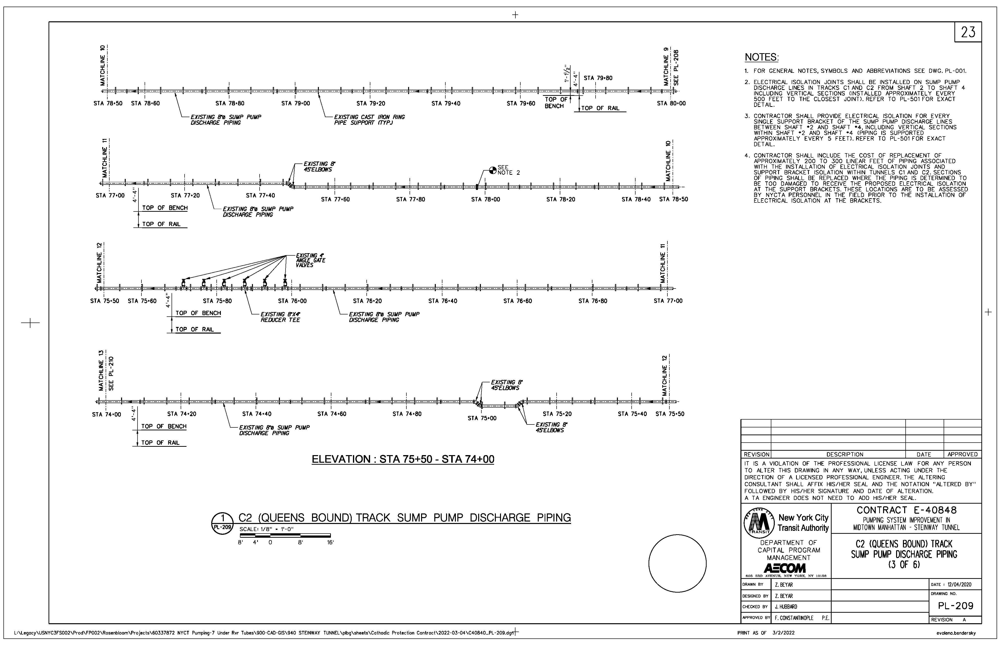 23
MATCHLINE 10
MATCHLINE 9
SEE PL-208
1'-1½"
4'-4"
STA 79+80
STA 78+50 STA 78+60 STA 78+80 STA 79+00 STA 79+20 STA 79+40 STA 79+60 STA 80+00
TOP OF
BENCH
TOP OF RAIL
EXISTING 8"ø SUMP PUMP
DISCHARGE PIPING
EXISTING CAST IRON RING
PIPE SUPPORT (TYP.)
MATCHLINE 11
MATCHLINE 10
EXISTING 8"
45°ELBOWS
SEE
NOTE 2
STA 77+00 STA 77+20 STA 77+40 STA 77+60 STA 77+80 STA 78+00 STA 78+20 STA 78+40 STA 78+50
4'-4"
TOP OF BENCH
TOP OF RAIL
EXISTING 8"ø SUMP PUMP
DISCHARGE PIPING
MATCHLINE 12
MATCHLINE 11
EXISTING 4"
ANGLE GATE
VALVES
STA 75+50 STA 75+60 STA 75+80 STA 76+00 STA 76+20 STA 76+40 STA 76+60 STA 76+80 STA 77+00
4'-4"
TOP OF BENCH
TOP OF RAIL
EXISTING 8"X4"
REDUCER TEE
EXISTING 8"ø SUMP PUMP
DISCHARGE PIPING
MATCHLINE 13
SEE PL-210
MATCHLINE 12
EXISTING 8"
45°ELBOWS
STA 74+00 STA 74+20 STA 74+40 STA 74+60 STA 74+80 STA 75+00 STA 75+20 STA 75+40 STA 75+50
4'-4"
TOP OF BENCH
TOP OF RAIL
EXISTING 8"ø SUMP PUMP
DISCHARGE PIPING
EXISTING 8"
45°ELBOWS
ELEVATION : STA 75+50 - STA 74+00
1
PL-209
C2 (QUEENS BOUND) TRACK SUMP PUMP DISCHARGE PIPING
SCALE: 1/8" = 1'-0"
8' 4' 0 8' 16'
NOTES:
1. FOR GENERAL NOTES, SYMBOLS AND ABBREVIATIONS SEE DWG. PL-001.
2. ELECTRICAL ISOLATION JOINTS SHALL BE INSTALLED ON SUMP PUMP
DISCHARGE LINES IN TRACKS C1 AND C2 FROM SHAFT 2 TO SHAFT 4
INCLUDING VERTICAL SECTIONS (INSTALLED APPROXIMATELY EVERY
500 FEET TO THE CLOSEST JOINT). REFER TO PL-501 FOR EXACT
DETAIL.
3. CONTRACTOR SHALL PROVIDE ELECTRICAL ISOLATION FOR EVERY
SINGLE SUPPORT BRACKET OF THE SUMP PUMP DISCHARGE LINES
BETWEEN SHAFT #2 AND SHAFT #4, INCLUDING VERTICAL SECTIONS
WITHIN SHAFT #2 AND SHAFT #4 (PIPING IS SUPPORTED
APPROXIMATELY EVERY 5 FEET). REFER TO PL-501 FOR EXACT
DETAIL.
4. CONTRACTOR SHALL INCLUDE THE COST OF REPLACEMENT OF
APPROXIMATELY 200 TO 300 LINEAR FEET OF PIPING ASSOCIATED
WITH THE INSTALLATION OF ELECTRICAL ISOLATION JOINTS AND
SUPPORT BRACKET ISOLATION WITHIN TUNNELS C1 AND C2. SECTIONS
OF PIPING SHALL BE REPLACED WHERE THE PIPING IS DETERMINED TO
BE TOO DAMAGED TO RECEIVE THE PROPOSED ELECTRICAL ISOLATION
AT THE SUPPORT BRACKETS. THESE LOCATIONS ARE TO BE ASSESSED
BY NYCTA PERSONNEL IN THE FIELD PRIOR TO THE INSTALLATION OF
ELECTRICAL ISOLATION AT THE BRACKETS.
REVISION DESCRIPTION DATE APPROVED
IT IS A VIOLATION OF THE PROFESSIONAL LICENSE LAW FOR ANY PERSON
TO ALTER THIS DRAWING IN ANY WAY, UNLESS ACTING UNDER THE
DIRECTION OF A LICENSED PROFESSIONAL ENGINEER. THE ALTERING
CONSULTANT SHALL AFFIX HIS/HER SEAL AND THE NOTATION "ALTERED BY"
FOLLOWED BY HIS/HER SIGNATURE AND DATE OF ALTERATION.
A TA ENGINEER DOES NOT NEED TO ADD HIS/HER SEAL.
NEW YORK CITY
TRANSIT
New York City
Transit Authority
DEPARTMENT OF
CAPITAL PROGRAM
MANAGEMENT
AECOM
605 3RD AVENUE, NEW YORK, NY 10158
CONTRACT E-40848
PUMPING SYSTEM IMPROVEMENT IN
MIDTOWN MANHATTAN - STEINWAY TUNNEL
C2 (QUEENS BOUND) TRACK
SUMP PUMP DISCHARGE PIPING
(3 OF 6)
DRAWN BY Z. BEYAR
DESIGNED BY Z. BEYAR
CHECKED BY J. HUBBARD
APPROVED BY F. CONSTANTINOPLE P.E.
DATE : 12/04/2020
DRAWING NO.
PL-209
REVISION A
L:\Legacy\USNYC3FS002\Prod\FP002\Rosenbloom\Projects\60337872 NYCT Pumping-7 Under Rvr Tubes\900-CAD-GIS\940 STEINWAY TUNNEL\plbg\sheets\Cathodic Protection Contract\2022-03-04\C40840_PL-209.dgn
PRINT AS OF 3/2/2022
evolena.bendersky